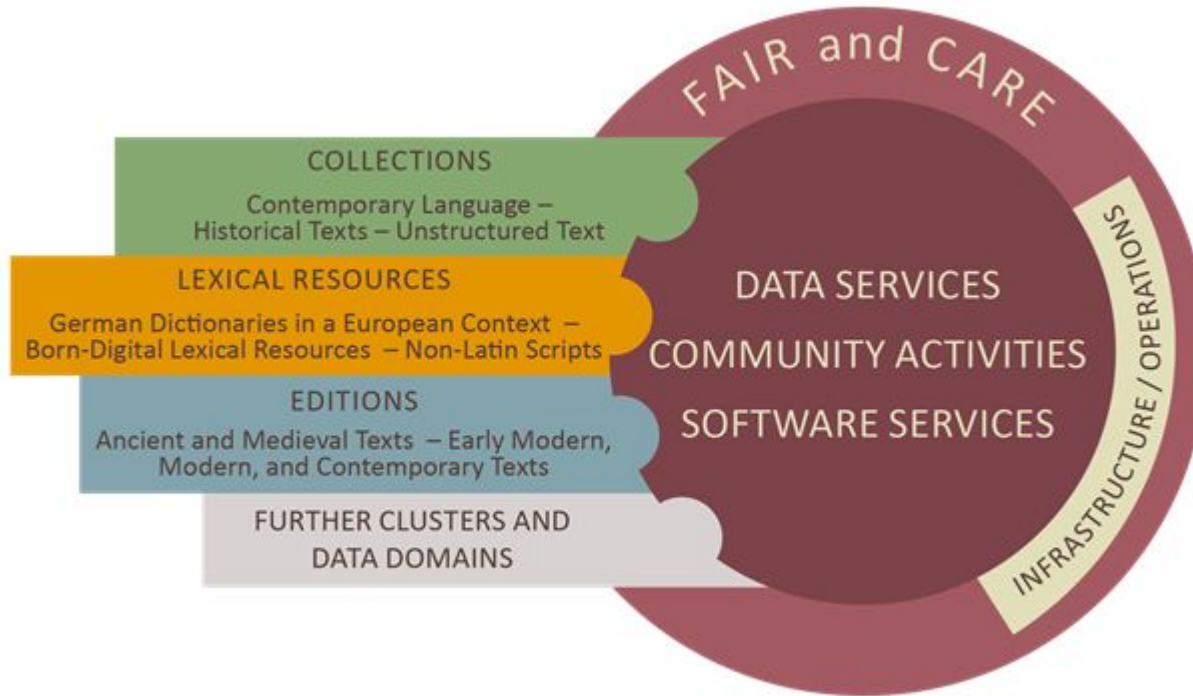 FAIR and CARE
COLLECTIONS
Contemporary Language –
Historical Texts – Unstructured Text
LEXICAL RESOURCES
German Dictionaries in a European Context –
Born-Digital Lexical Resources – Non-Latin Scripts
EDITIONS
Ancient and Medieval Texts – Early Modern,
Modern, and Contemporary Texts
FURTHER CLUSTERS AND
DATA DOMAINS
DATA SERVICES
COMMUNITY ACTIVITIES
SOFTWARE SERVICES
INFRASTRUCTURE / OPERATIONS